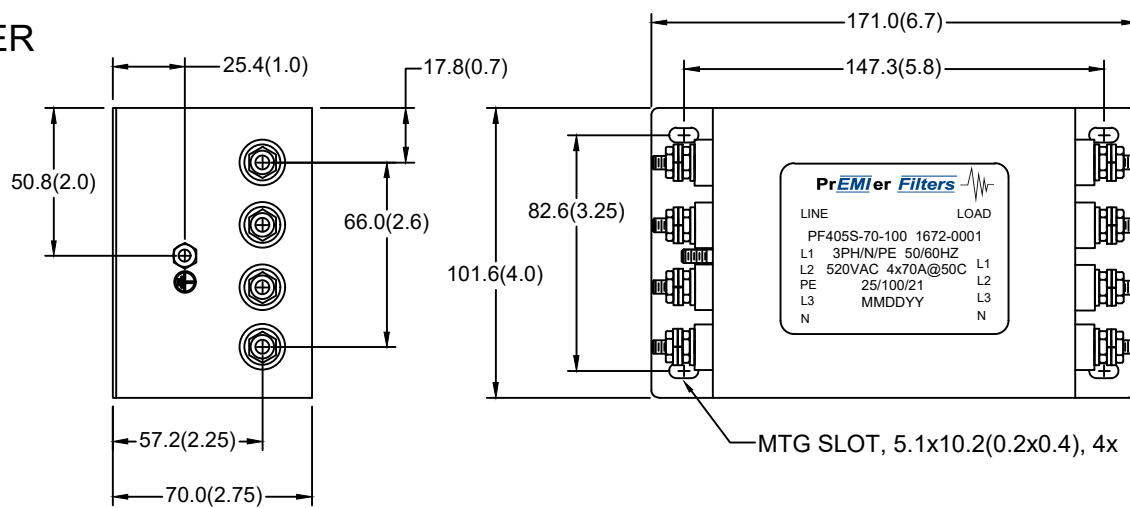 ER
25.4(1.0)
17.8(0.7)
50.8(2.0)
66.0(2.6)
57.2(2.25)
70.0(2.75)
171.0(6.7)
147.3(5.8)
82.6(3.25)
101.6(4.0)
PrEMIer Filters
LINE LOAD
PF405S-70-100 1672-0001
L1 3PH/N/PE 50/60HZ
L2 520VAC 4x70A@50C L1
PE 25/100/21 L2
L3 MMDDYY L3
N N
MTG SLOT, 5.1x10.2(0.2x0.4), 4x